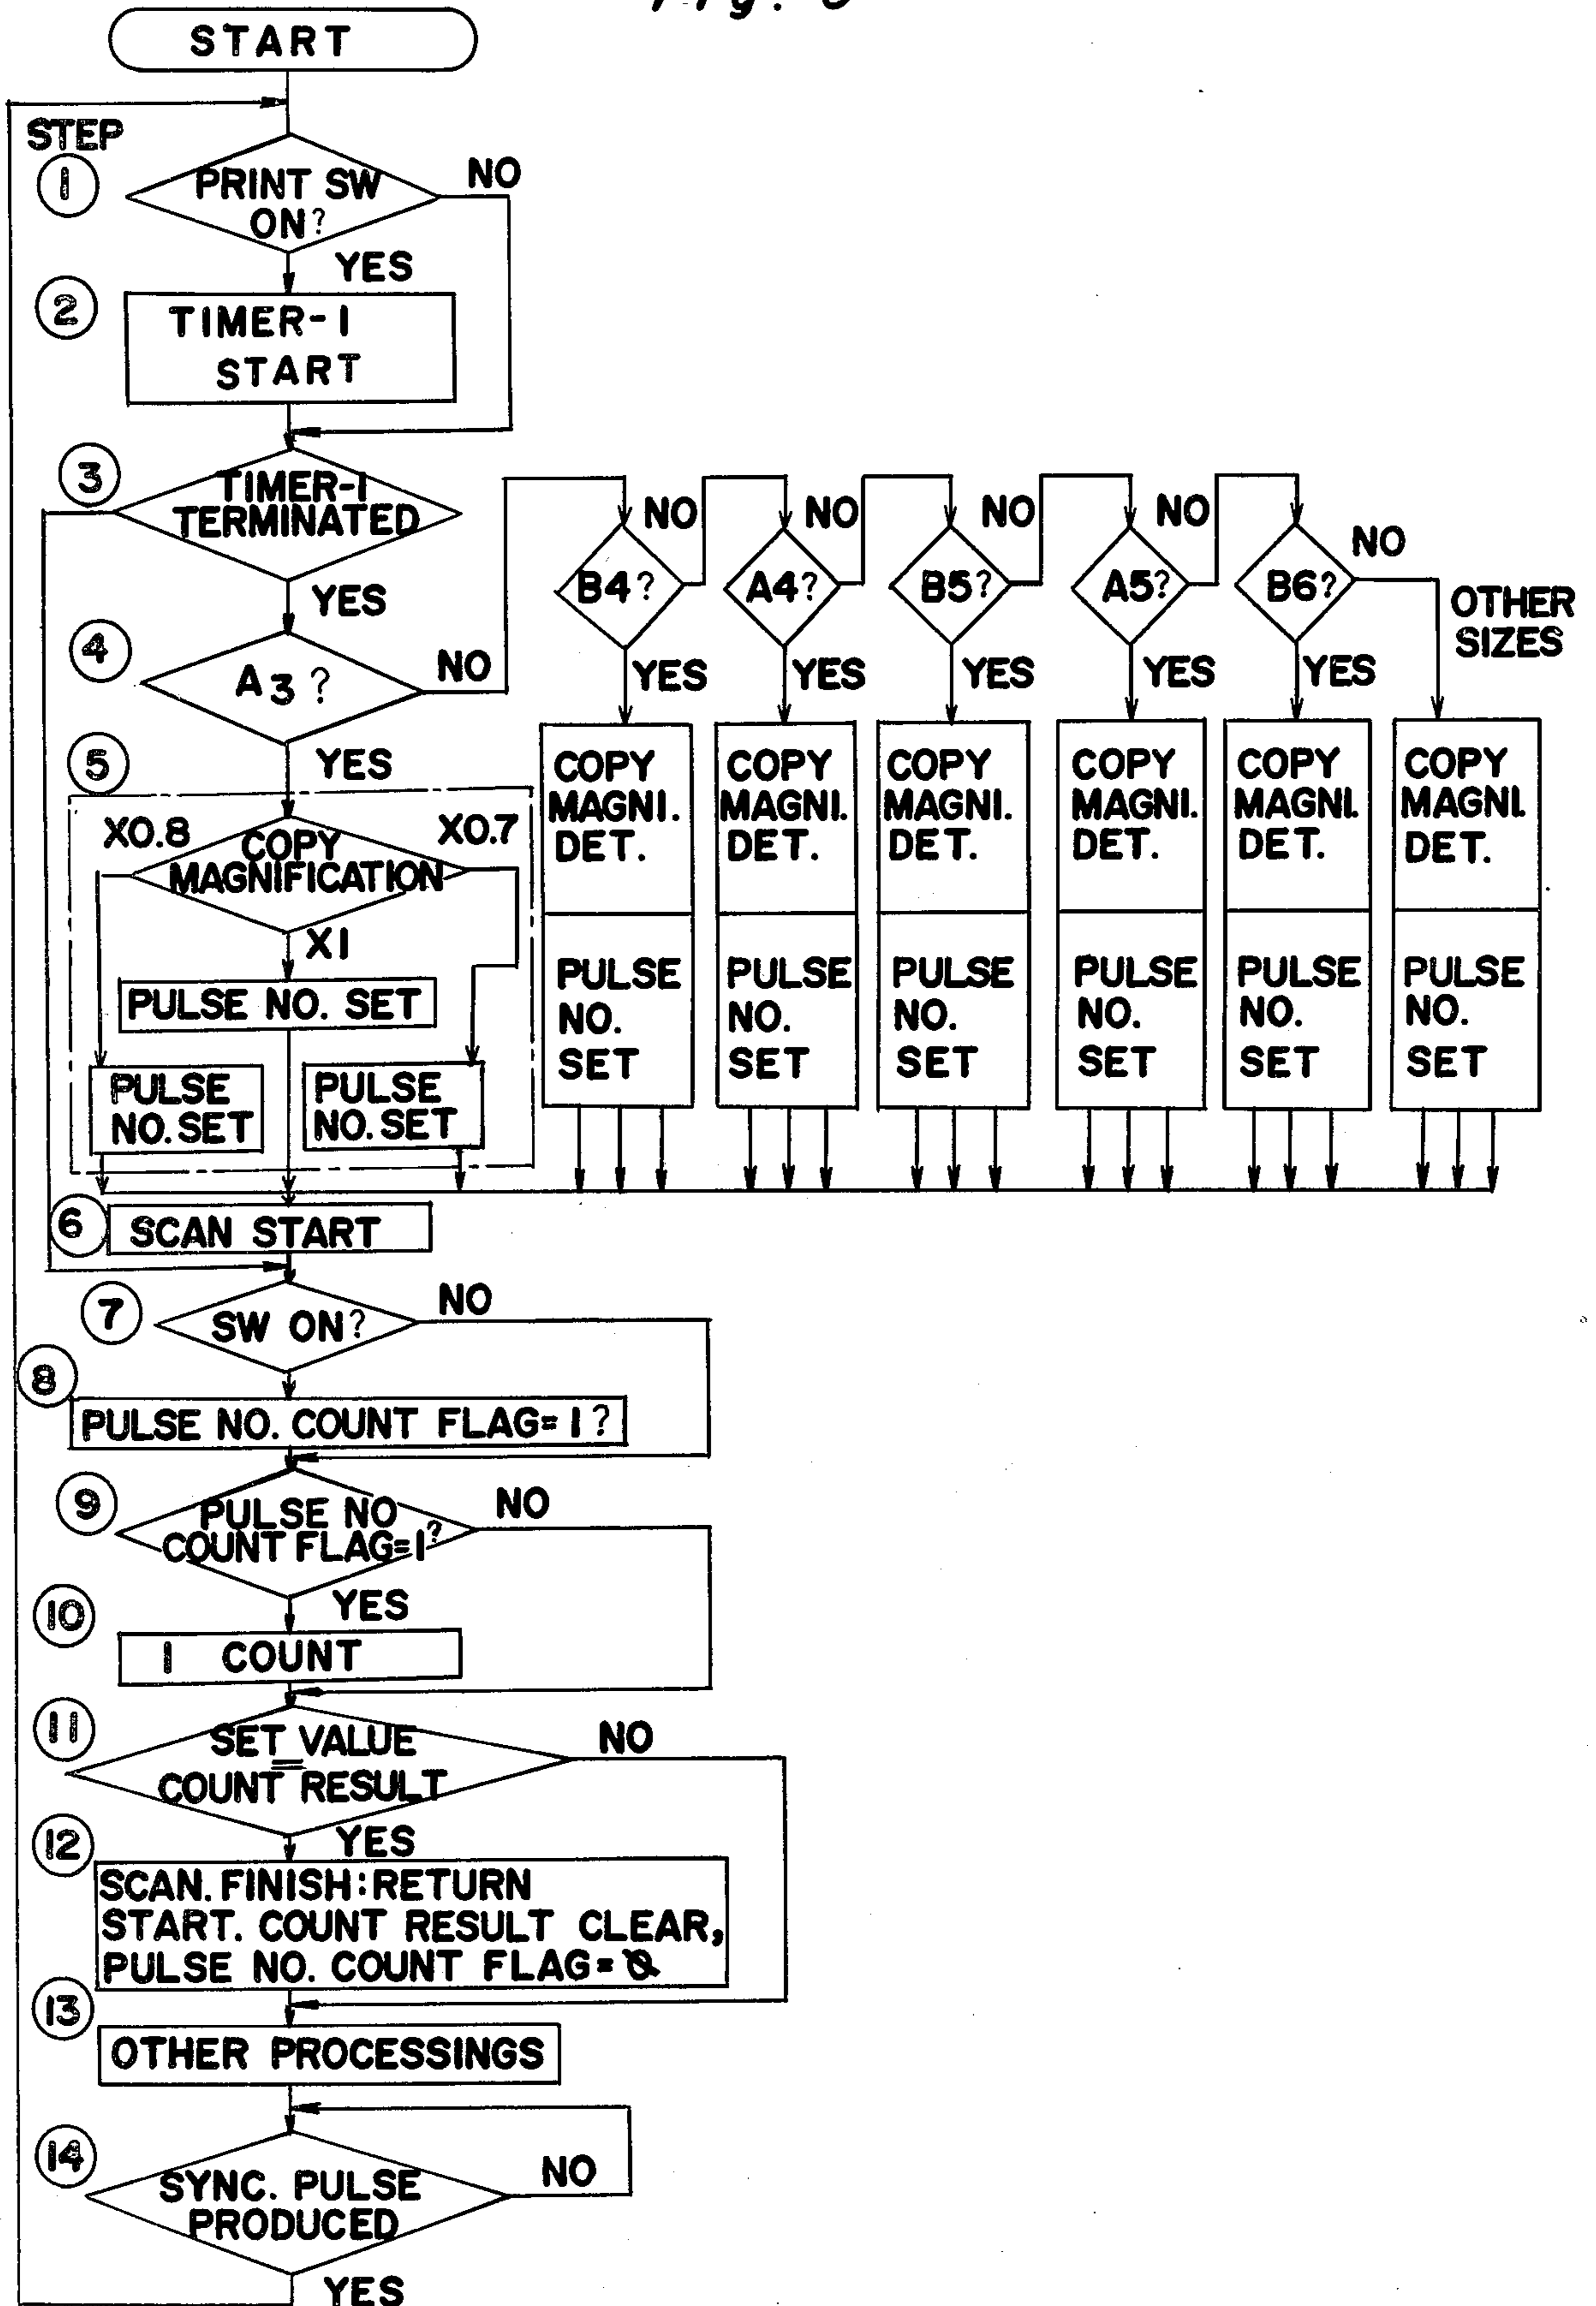 START
STEP
1
PRINT SW
ON?
NO
YES
2
TIMER-1
START
3
TIMER-1
TERMINATED
YES
4
A3?
NO
YES
B4?
NO
YES
A4?
NO
YES
B5?
NO
YES
A5?
NO
YES
B6?
NO
YES
OTHER
SIZES
5
X0.8
COPY
MAGNIFICATION
X0.7
X1
PULSE NO. SET
PULSE
NO. SET
PULSE
NO. SET
COPY
MAGNI.
DET.
PULSE
NO.
SET
COPY
MAGNI.
DET.
PULSE
NO.
SET
COPY
MAGNI.
DET.
PULSE
NO.
SET
COPY
MAGNI.
DET.
PULSE
NO.
SET
COPY
MAGNI.
DET.
PULSE
NO.
SET
COPY
MAGNI.
DET.
PULSE
NO.
SET
6
SCAN START
7
SW ON?
NO
8
PULSE NO. COUNT FLAG=1?
9
PULSE NO
COUNT FLAG=1?
NO
YES
10
1 COUNT
11
SET VALUE
=
COUNT RESULT
NO
YES
12
SCAN. FINISH:RETURN
START. COUNT RESULT CLEAR,
PULSE NO. COUNT FLAG=0
13
OTHER PROCESSINGS
14
SYNC. PULSE
PRODUCED
NO
YES